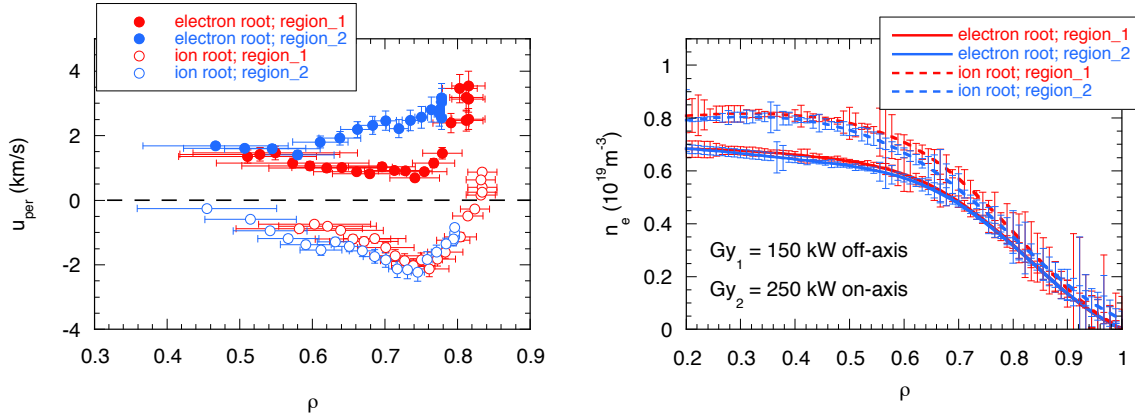 electron root; region_1
electron root; region_2
ion root; region_1
ion root; region_2
4
2
0
-2
-4
u_per (km/s)
0.3 0.4 0.5 0.6 0.7 0.8 0.9
ρ
electron root; region_1
electron root; region_2
ion root; region_1
ion root; region_2
1
0.8
0.6
0.4
0.2
0
n_e (10^19 m^-3)
Gy_1 = 150 kW off-axis
Gy_2 = 250 kW on-axis
0.2 0.3 0.4 0.5 0.6 0.7 0.8 0.9 1
ρ